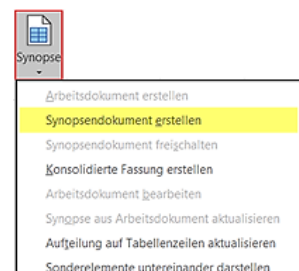 Synopse
Arbeitsdokument erstellen
Synopsendokument erstellen
Synopsendokument freischalten
Konsolidierte Fassung erstellen
Arbeitsdokument bearbeiten
Synopse aus Arbeitsdokument aktualisieren
Aufteilung auf Tabellenzeilen aktualisieren
Sonderelemente untereinander darstellen